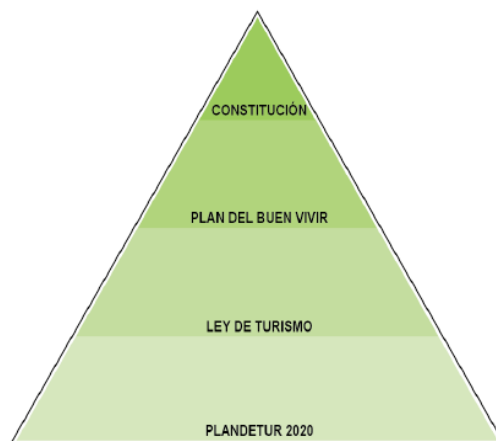 CONSTITUCIÓN
PLAN DEL BUEN VIVIR
LEY DE TURISMO
PLANDETUR 2020